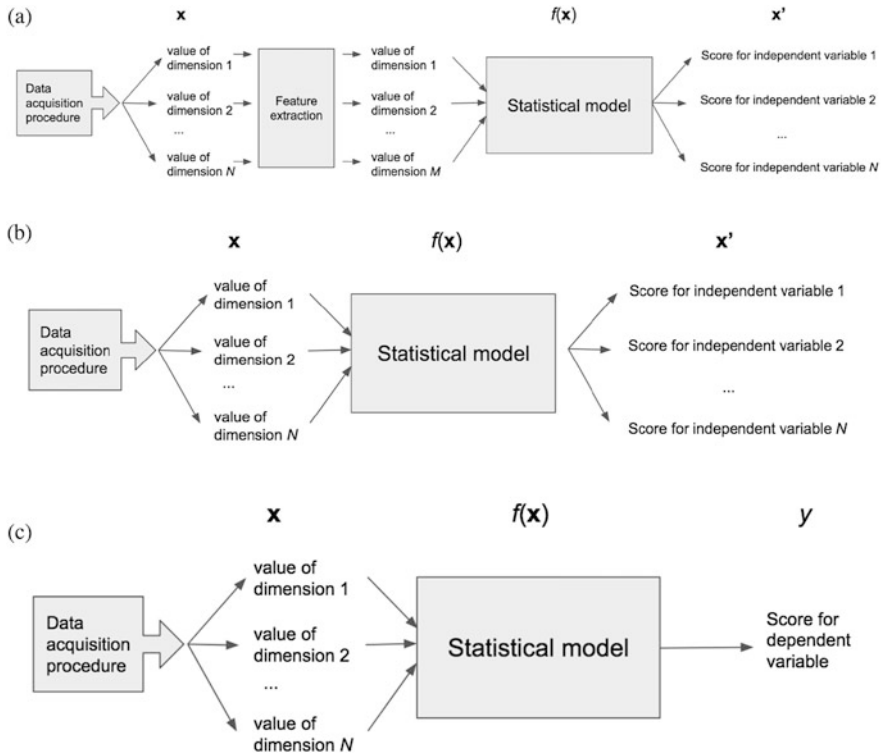 (a)
x
f(x)
x'
Data
acquisition
procedure
value of
dimension 1
value of
dimension 2
...
value of
dimension N
Feature
extraction
value of
dimension 1
value of
dimension 2
...
value of
dimension M
Statistical model
Score for independent variable 1
Score for independent variable 2
...
Score for independent variable N
(b)
x
f(x)
x'
Data
acquisition
procedure
value of
dimension 1
value of
dimension 2
...
value of
dimension N
Statistical model
Score for independent variable 1
Score for independent variable 2
...
Score for independent variable N
(c)
x
f(x)
y
Data
acquisition
procedure
value of
dimension 1
value of
dimension 2
...
value of
dimension N
Statistical model
Score for
dependent
variable